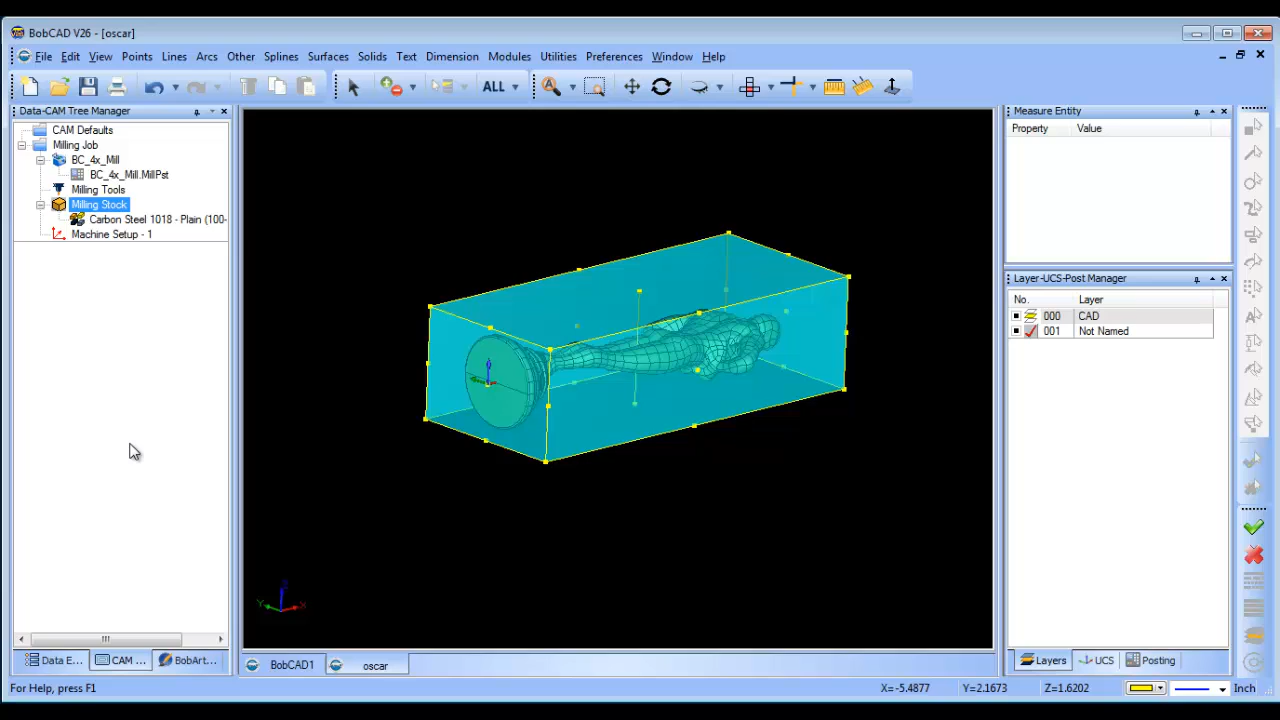 BobCAD V26 - [oscar]
File Edit View Points Lines Arcs Other Splines Surfaces Solids Text Dimension Modules Utilities Preferences Window Help
ALL
Data-CAM Tree Manager
CAM Defaults
Milling Job
BC_4x_Mill
BC_4x_Mill.MillPst
Milling Tools
Milling Stock
Carbon Steel 1018 - Plain (100-
Machine Setup - 1
Data E... CAM ... BobArt...
Z
Y X
BobCAD1 oscar
Measure Entity
Property Value
Layer-UCS-Post Manager
No. Layer
000 CAD
001 Not Named
Layers UCS Posting
For Help, press F1 X=-5.4877 Y=2.1673 Z=1.6202 Inch